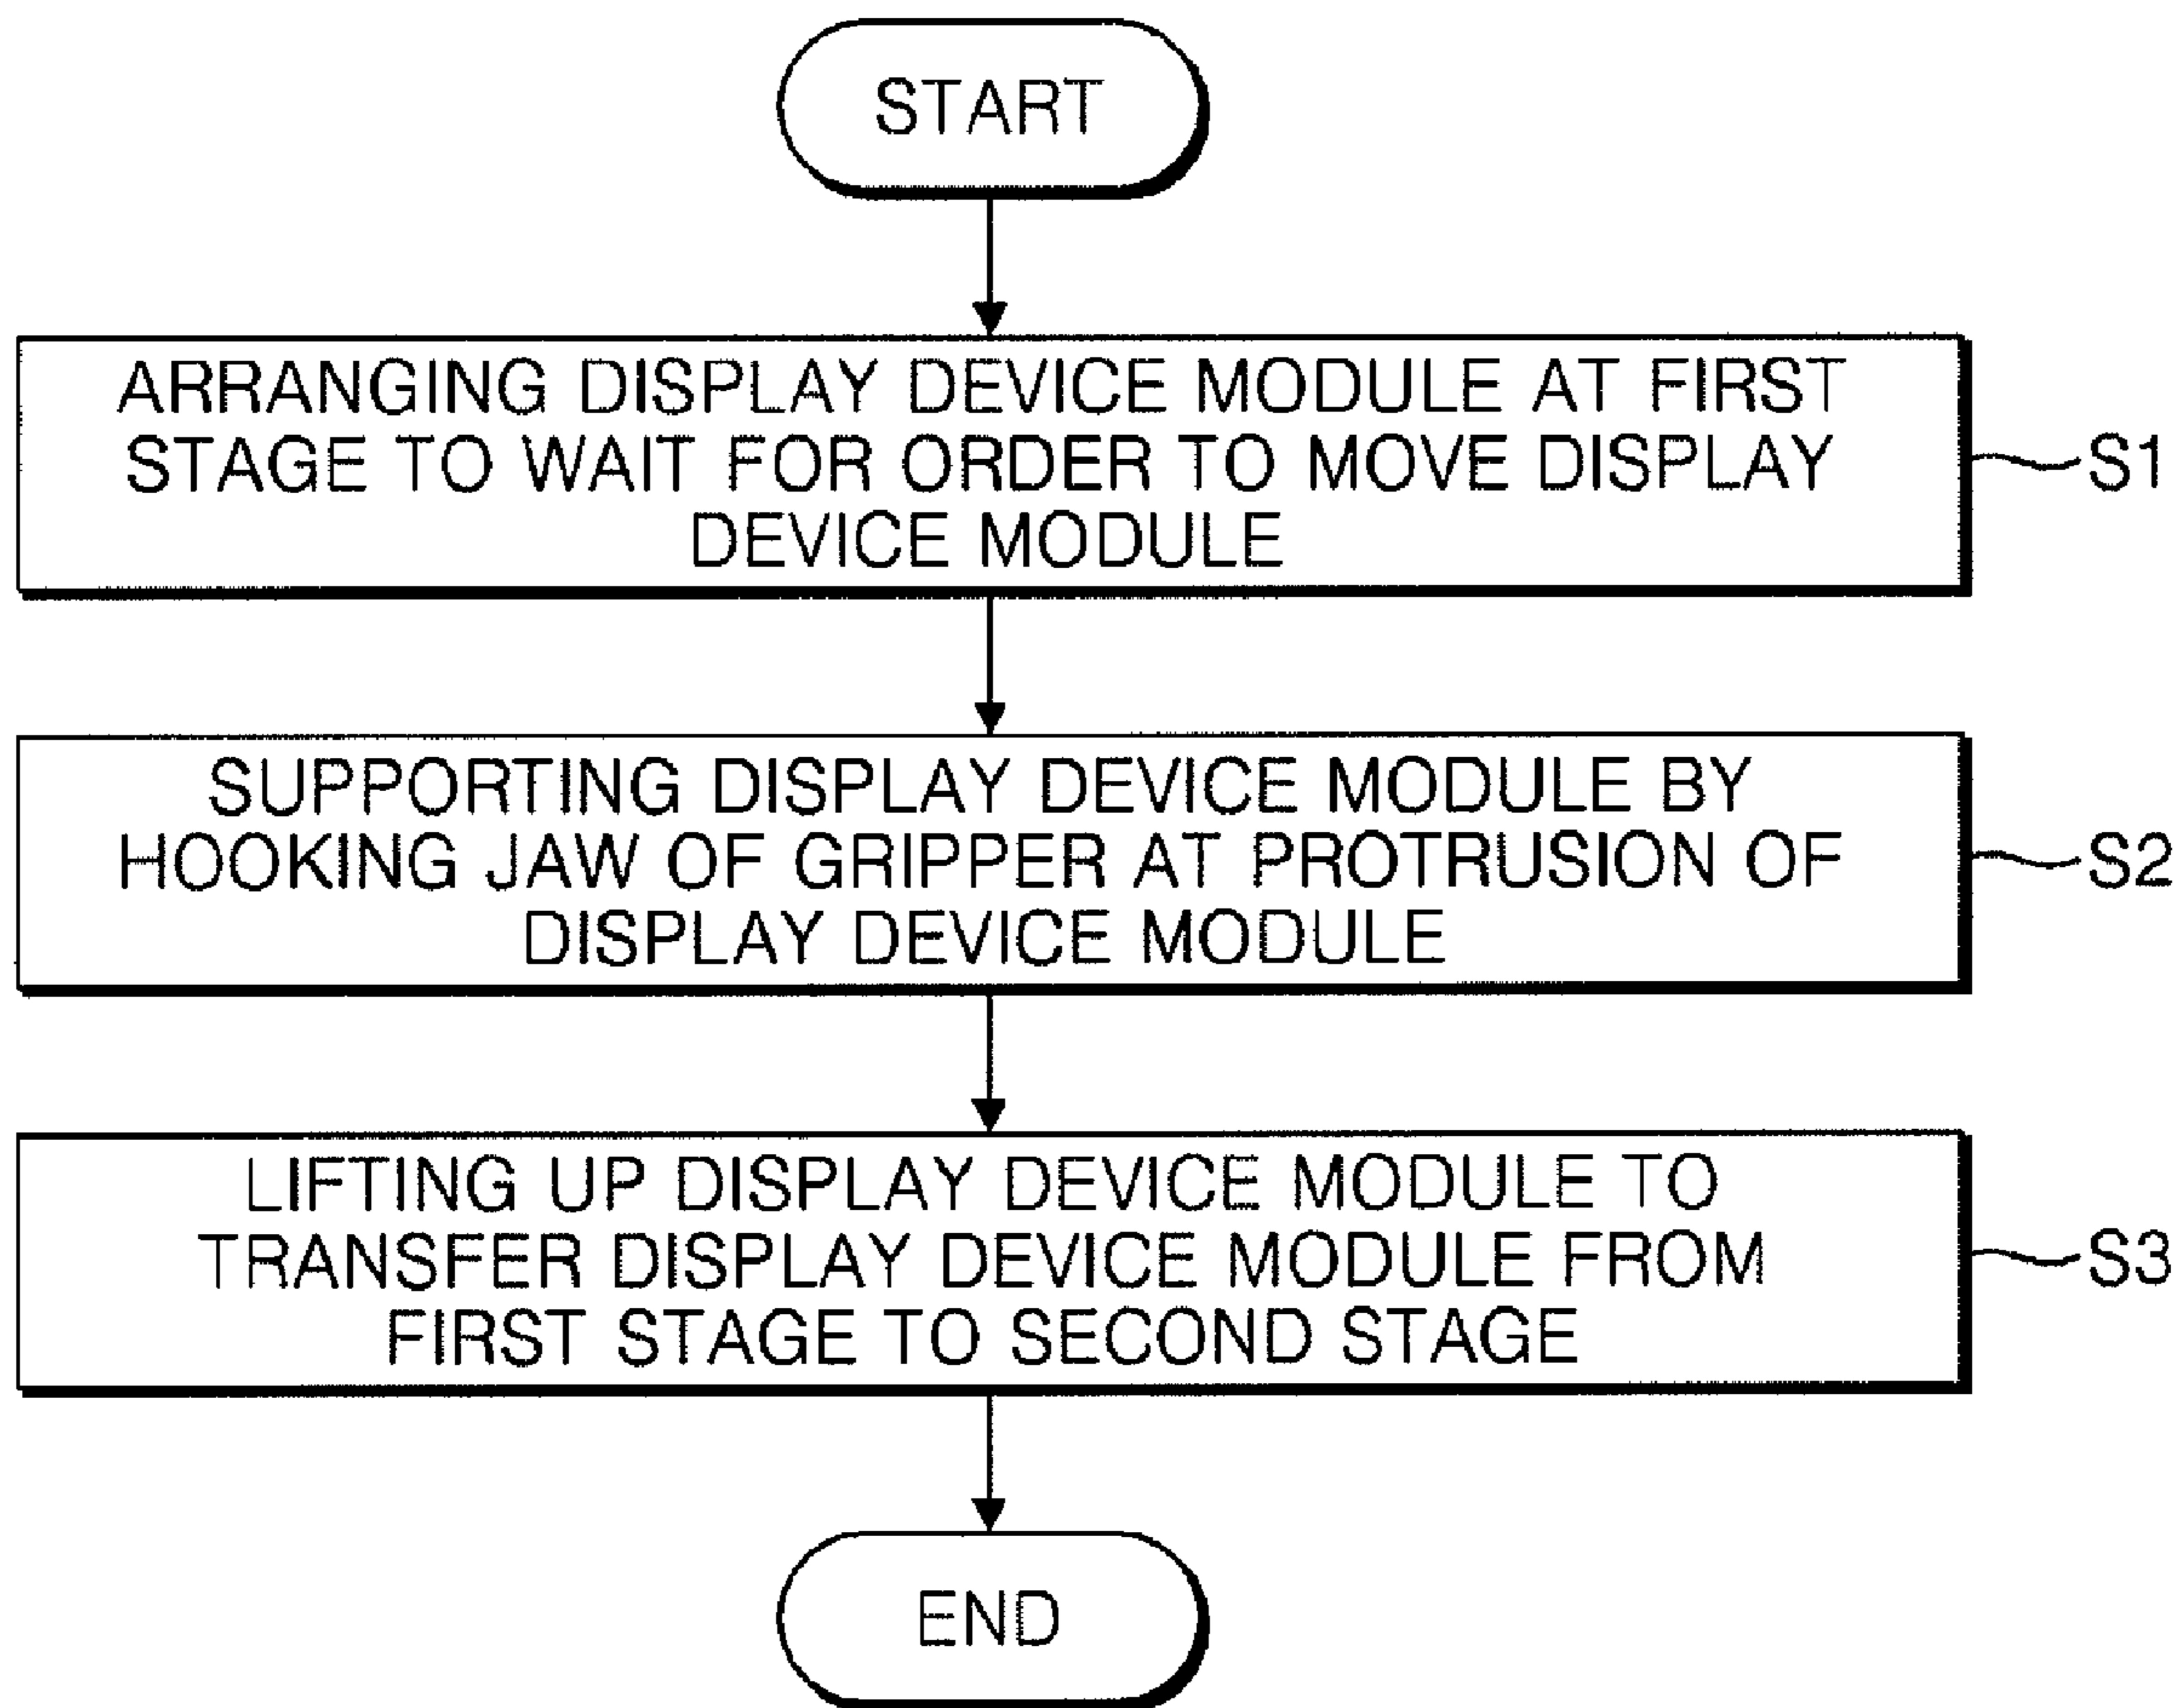 START
ARRANGING DISPLAY DEVICE MODULE AT FIRST
STAGE TO WAIT FOR ORDER TO MOVE DISPLAY
DEVICE MODULE
S1
SUPPORTING DISPLAY DEVICE MODULE BY
HOOKING JAW OF GRIPPER AT PROTRUSION OF
DISPLAY DEVICE MODULE
S2
LIFTING UP DISPLAY DEVICE MODULE TO
TRANSFER DISPLAY DEVICE MODULE FROM
FIRST STAGE TO SECOND STAGE
S3
END